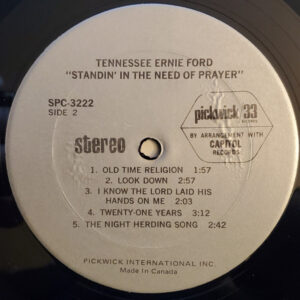 TENNESSEE ERNIE FORD
"STANDIN' IN THE NEED OF PRAYER"
SPC-3222
SIDE 2
pickwick 33
RECORDS
BY ARRANGEMENT WITH
CAPITOL
RECORDS
stereo
1. OLD TIME RELIGION 1:57
2. LOOK DOWN 2:57
3. I KNOW THE LORD LAID HIS
HANDS ON ME 2:03
4. TWENTY-ONE YEARS 3:12
5. THE NIGHT HERDING SONG 2:42
PICKWICK INTERNATIONAL INC.
Made In Canada